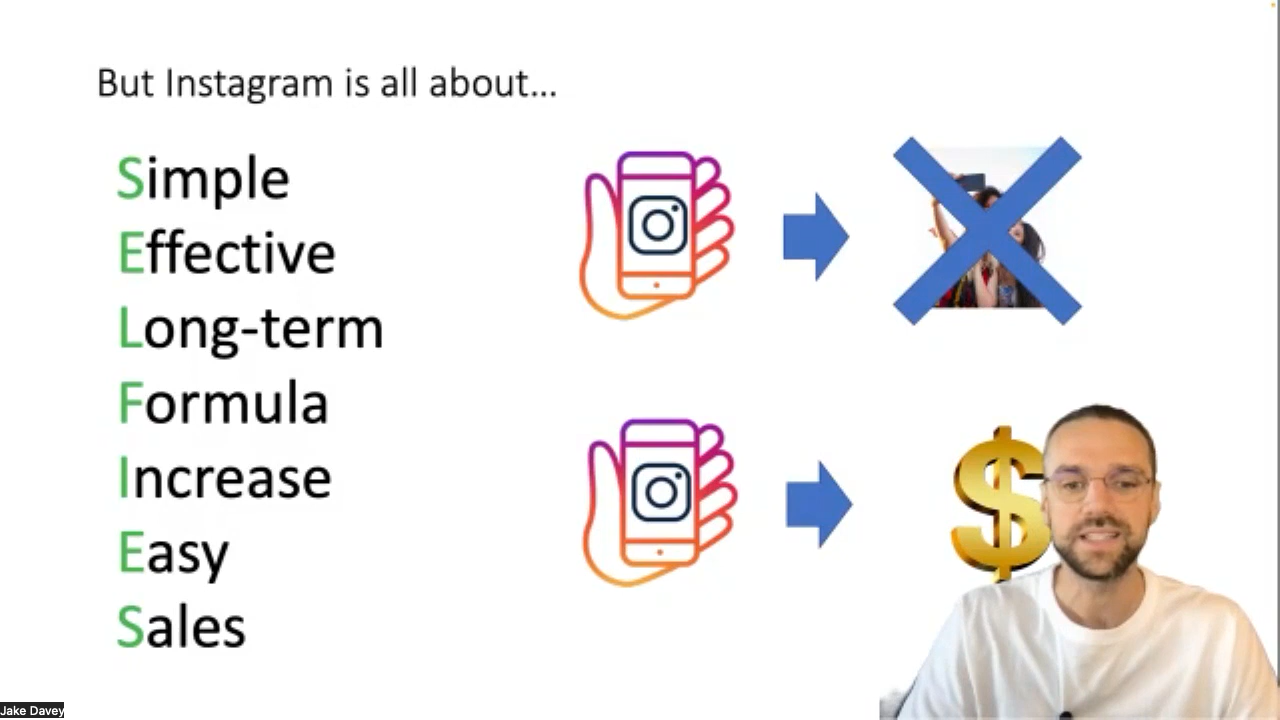 But Instagram is all about...
Simple
Effective
Long-term
Formula
Increase
Easy
Sales
Jake Davey